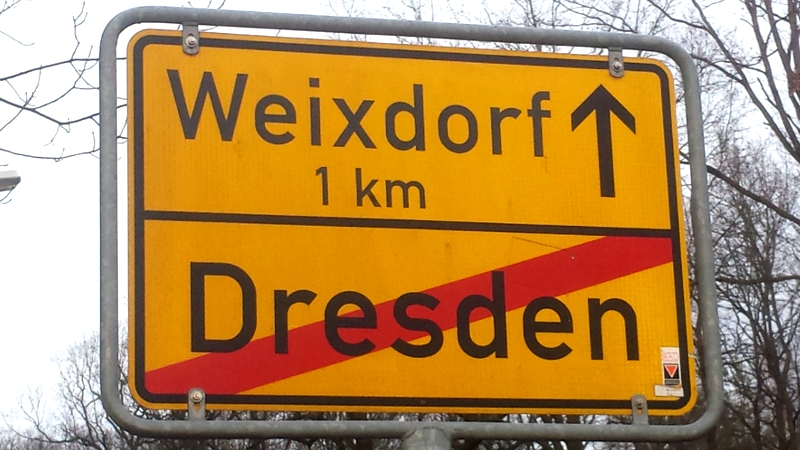 Weixdorf
1 km
Dresden